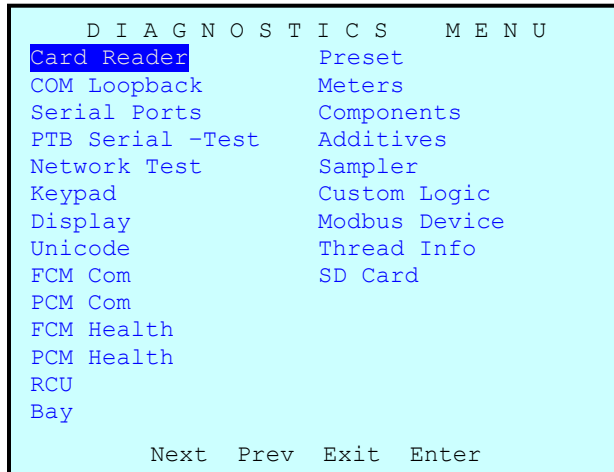 D I A G N O S T I C S   M E N U
Card Reader Preset
COM Loopback Meters
Serial Ports Components
PTB Serial -Test Additives
Network Test Sampler
Keypad Custom Logic
Display Modbus Device
Unicode Thread Info
FCM Com SD Card
PCM Com
FCM Health
PCM Health
RCU
Bay
Next Prev Exit Enter